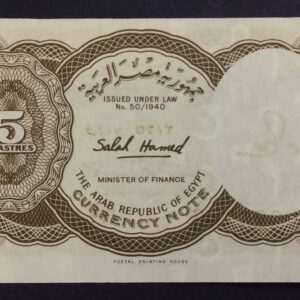 جمهورية مصر العربية
ISSUED UNDER LAW
No. 50/1940
5
PIASTRES
Salah Hamed
MINISTER OF FINANCE
THE ARAB REPUBLIC OF EGYPT
CURRENCY NOTE
POSTAL PRINTING HOUSE